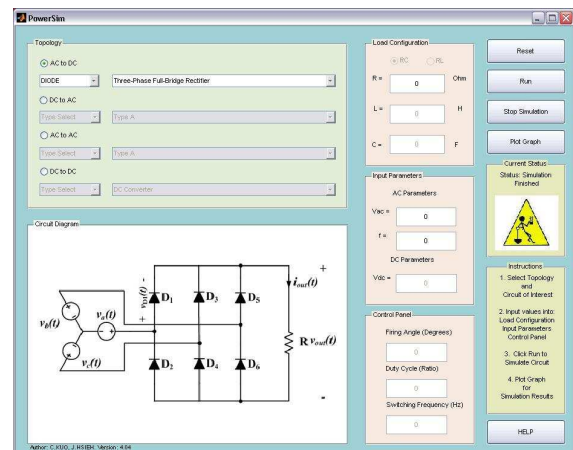 PowerSim
Topology
AC to DC
DIODE
Three-Phase Full-Bridge Rectifier
DC to AC
Type Select
Type A
AC to AC
Type Select
Type A
DC to DC
Type Select
DC Converter
Circuit Diagram
v_b(t)
v_a(t)
v_c(t)
v_D1(t)
-
D1
D3
D5
D2
D4
D6
i_out(t)
+
R
v_out(t)
-
Author: C.KUO, J.HSIEH, Version: 4.04
Load Configuration
RC
RL
R =
0
Ohm
L =
0
H
C =
0
F
Input Parameters
AC Parameters
Vac =
0
f =
0
DC Parameters
Vdc =
0
Control Panel
Firing Angle (Degrees)
0
Duty Cycle (Ratio)
0
Switching Frequency (Hz)
0
Reset
Run
Stop Simulation
Plot Graph
Current Status
Status: Simulation
Finished
Instructions
1. Select Topology
and
Circuit of Interest
2. Input values into:
Load Configuration
Input Parameters
Control Panel
3. Click Run to
Simulate Circuit
4. Plot Graph
for
Simulation Results
HELP